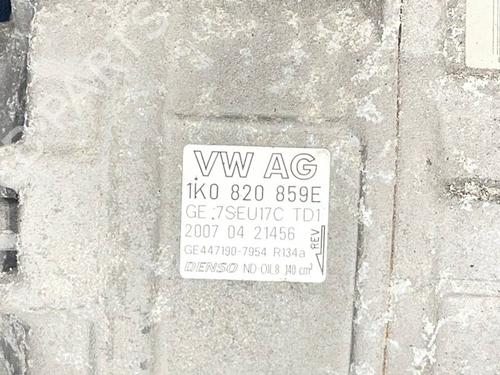 VW AG
1K0 820 859E
GE :7SEU17C TD1
2007 04 21456
GE447190-7954 R134a
DENSO ND OIL8 140 cm³
REV